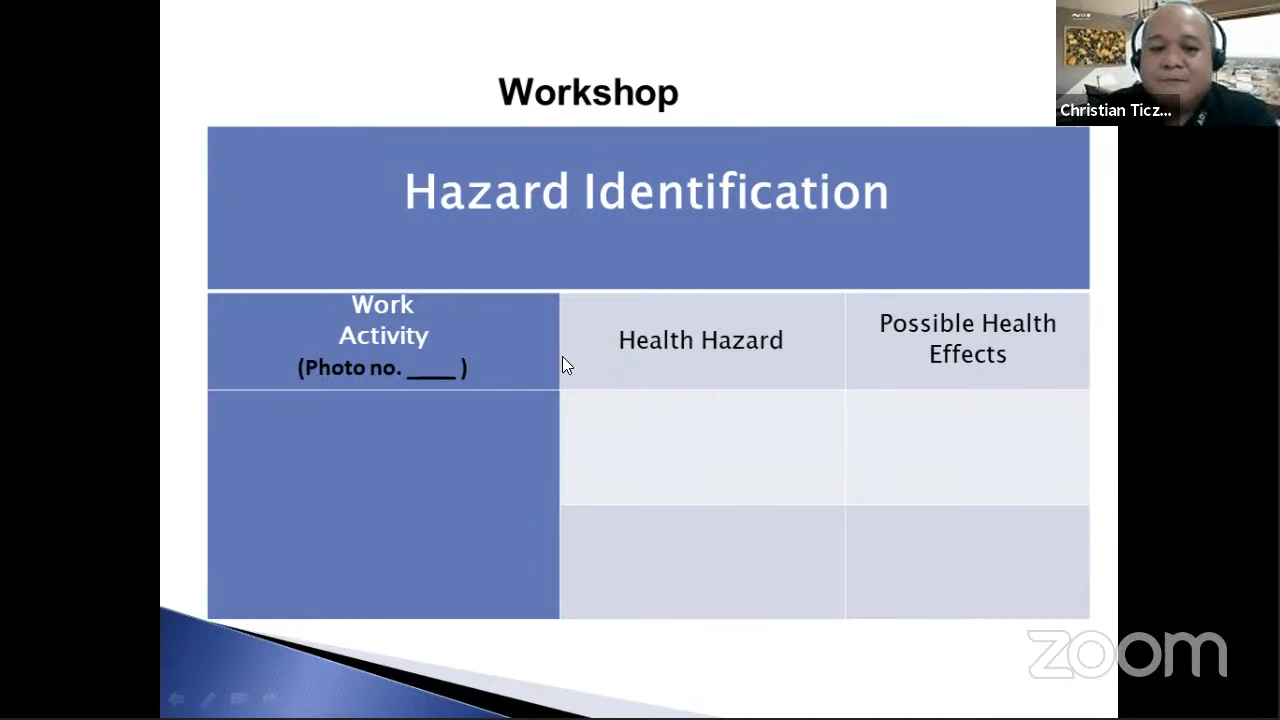 Workshop
Christian Ticz...
Hazard Identification
Work
Activity
(Photo no. ____ )
Health Hazard
Possible Health
Effects
zoom